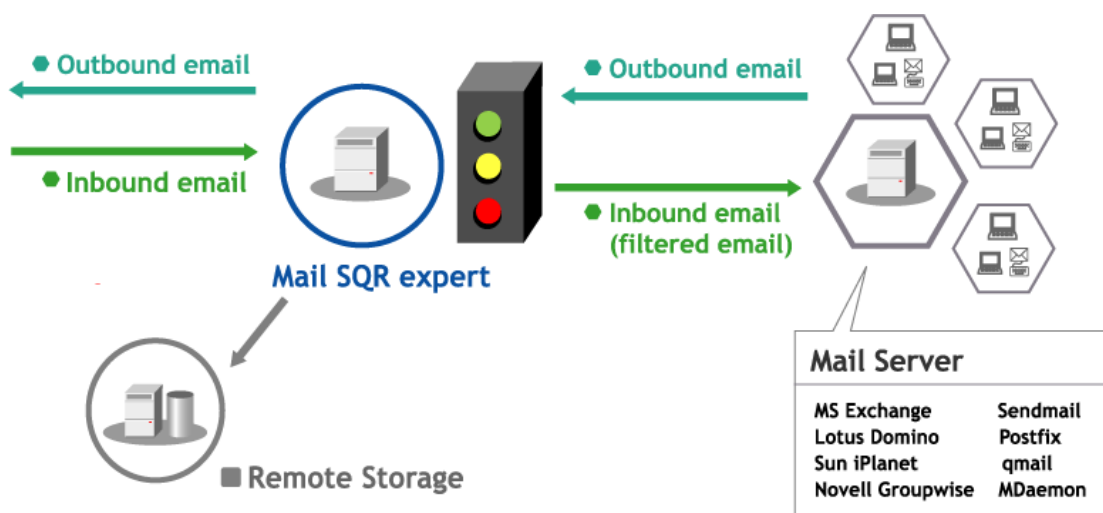 Outbound email
Outbound email
Inbound email
Inbound email
(filtered email)
Mail SQR expert
Remote Storage
Mail Server
MS Exchange Sendmail
Lotus Domino Postfix
Sun iPlanet qmail
Novell Groupwise MDaemon